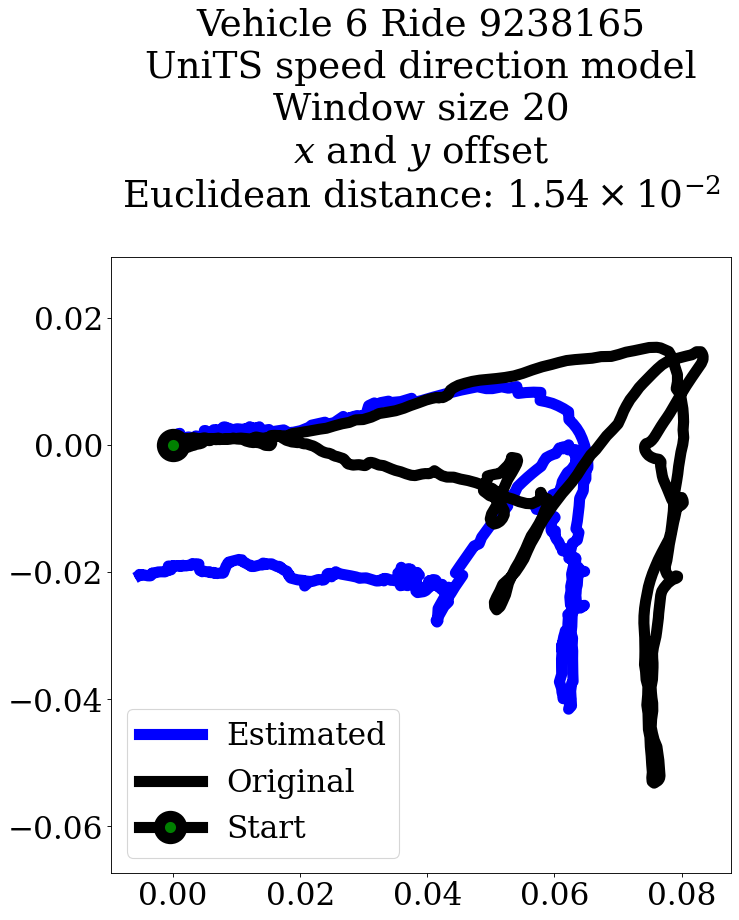 Vehicle 6 Ride 9238165
UniTS speed direction model
Window size 20
x and y offset
Euclidean distance: 1.54 × 10⁻²
0.02
0.00
−0.02
−0.04
−0.06
Estimated
Original
Start
0.00 0.02 0.04 0.06 0.08